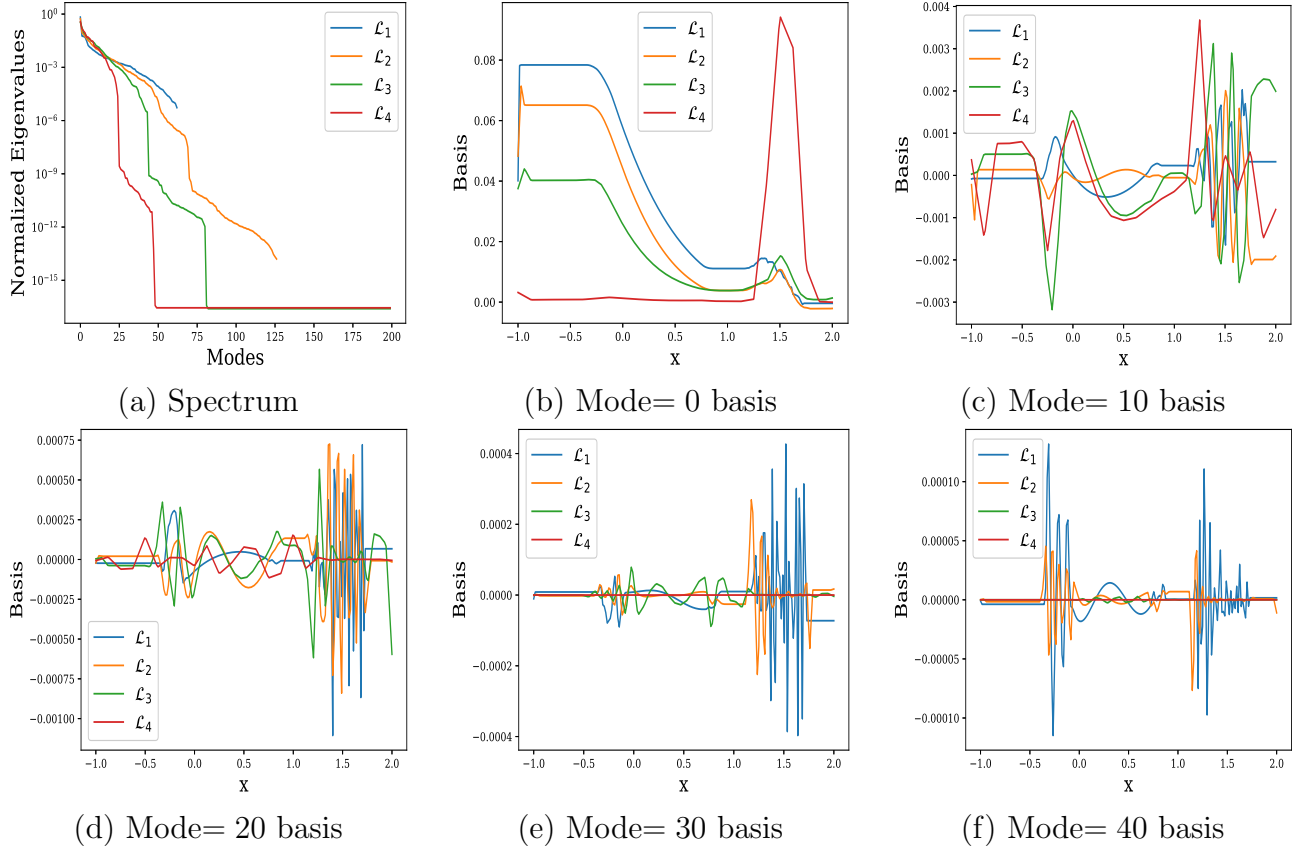 10⁰
10⁻³
10⁻⁶
10⁻⁹
10⁻¹²
10⁻¹⁵
Normalized Eigenvalues
ℒ₁
ℒ₂
ℒ₃
ℒ₄
0 25 50 75 100 125 150 175 200
Modes
(a) Spectrum
0.08
0.06
0.04
0.02
0.00
Basis
ℒ₁
ℒ₂
ℒ₃
ℒ₄
−1.0 −0.5 0.0 0.5 1.0 1.5 2.0
x
(b) Mode= 0 basis
0.004
0.003
0.002
0.001
0.000
−0.001
−0.002
−0.003
Basis
ℒ₁
ℒ₂
ℒ₃
ℒ₄
−1.0 −0.5 0.0 0.5 1.0 1.5 2.0
x
(c) Mode= 10 basis
0.00075
0.00050
0.00025
0.00000
−0.00025
−0.00050
−0.00075
−0.00100
Basis
ℒ₁
ℒ₂
ℒ₃
ℒ₄
−1.0 −0.5 0.0 0.5 1.0 1.5 2.0
x
(d) Mode= 20 basis
0.0004
0.0002
0.0000
−0.0002
−0.0004
Basis
ℒ₁
ℒ₂
ℒ₃
ℒ₄
−1.0 −0.5 0.0 0.5 1.0 1.5 2.0
x
(e) Mode= 30 basis
0.00010
0.00005
0.00000
−0.00005
−0.00010
Basis
ℒ₁
ℒ₂
ℒ₃
ℒ₄
−1.0 −0.5 0.0 0.5 1.0 1.5 2.0
x
(f) Mode= 40 basis